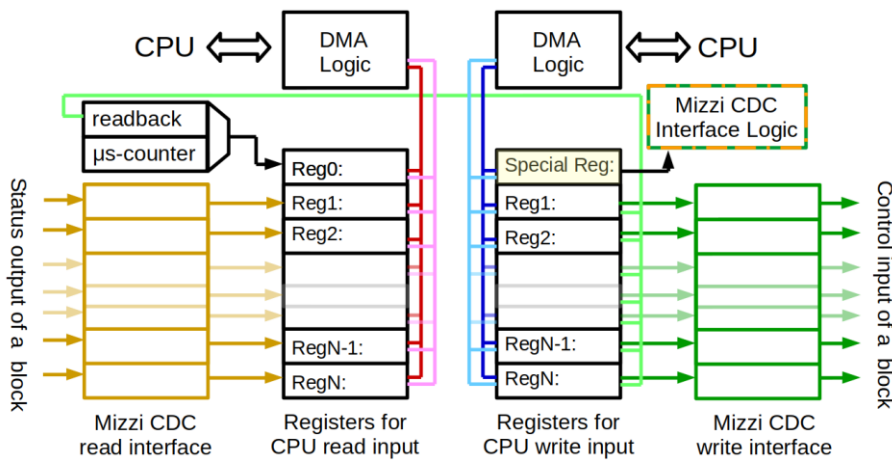 CPU
DMA
Logic
DMA
Logic
CPU
readback
µs-counter
Mizzi CDC
Interface Logic
Status output of a block
Reg0:
Reg1:
Reg2:
RegN-1:
RegN:
Special Reg:
Reg1:
Reg2:
RegN-1:
RegN:
Control input of a block
Mizzi CDC
read interface
Registers for
CPU read input
Registers for
CPU write input
Mizzi CDC
write interface